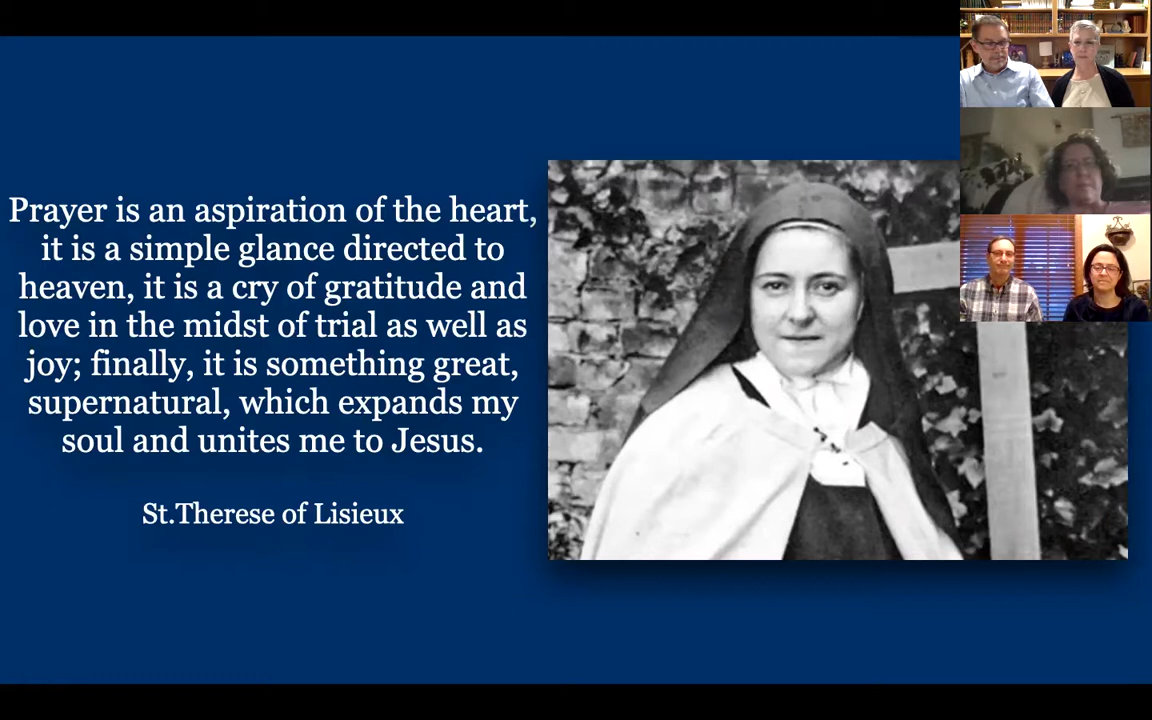 Prayer is an aspiration of the heart,
it is a simple glance directed to
heaven, it is a cry of gratitude and
love in the midst of trial as well as
joy; finally, it is something great,
supernatural, which expands my
soul and unites me to Jesus.
St.Therese of Lisieux